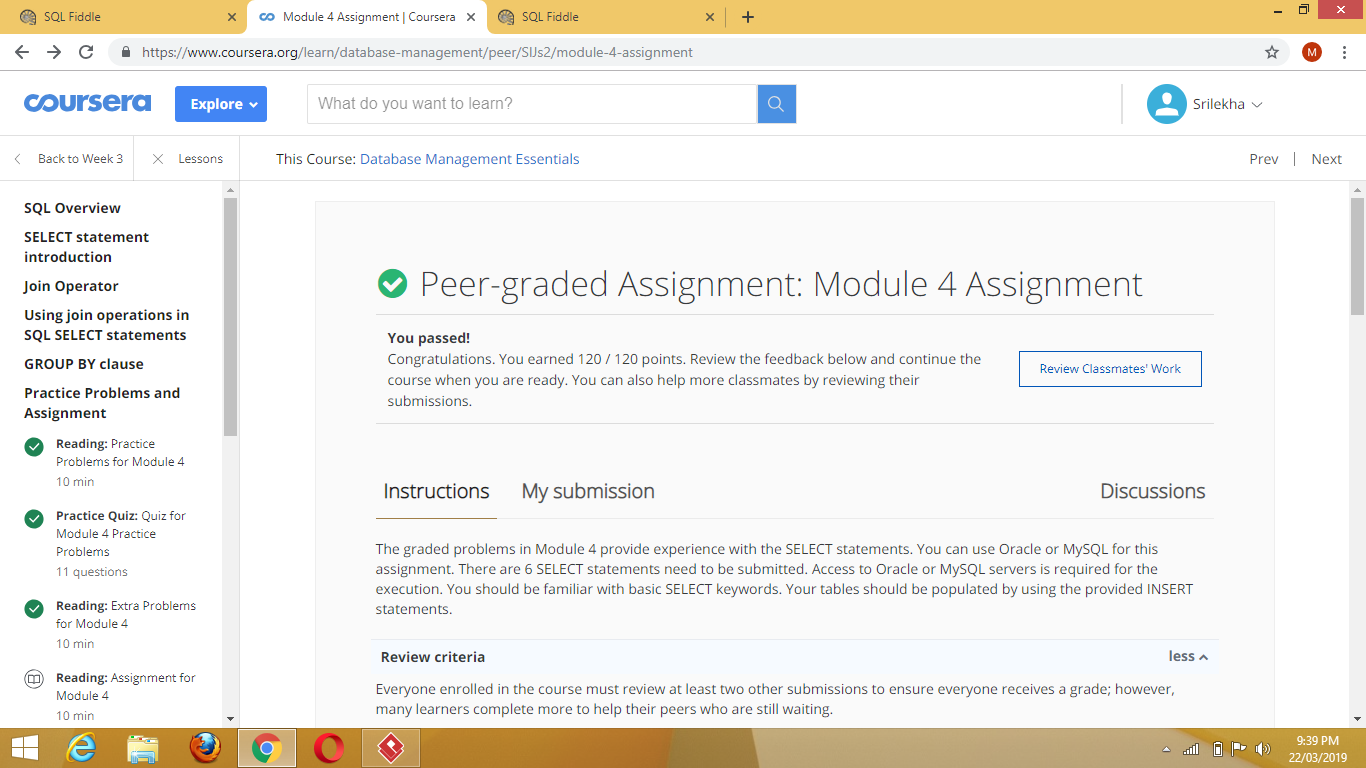 SQL Fiddle
Module 4 Assignment | Coursera
SQL Fiddle
https://www.coursera.org/learn/database-management/peer/SIJs2/module-4-assignment
M
coursera
Explore
What do you want to learn?
Srilekha
Back to Week 3
Lessons
This Course: Database Management Essentials
Prev | Next
SQL Overview
SELECT statement
introduction
Join Operator
Using join operations in
SQL SELECT statements
GROUP BY clause
Practice Problems and
Assignment
Reading: Practice
Problems for Module 4
10 min
Practice Quiz: Quiz for
Module 4 Practice
Problems
11 questions
Reading: Extra Problems
for Module 4
10 min
Reading: Assignment for
Module 4
10 min
Peer-graded Assignment: Module 4 Assignment
You passed!
Congratulations. You earned 120 / 120 points. Review the feedback below and continue the
course when you are ready. You can also help more classmates by reviewing their
submissions.
Review Classmates' Work
Instructions
My submission
Discussions
The graded problems in Module 4 provide experience with the SELECT statements. You can use Oracle or MySQL for this
assignment. There are 6 SELECT statements need to be submitted. Access to Oracle or MySQL servers is required for the
execution. You should be familiar with basic SELECT keywords. Your tables should be populated by using the provided INSERT
statements.
Review criteria
less
Everyone enrolled in the course must review at least two other submissions to ensure everyone receives a grade; however,
many learners complete more to help their peers who are still waiting.
9:39 PM
22/03/2019